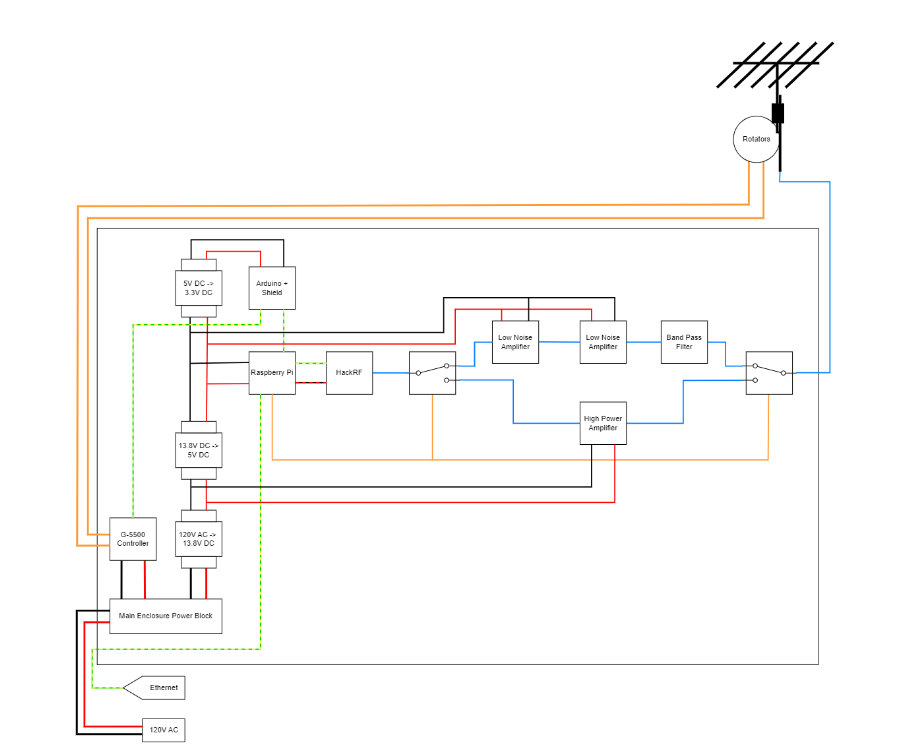 Rotators
5V DC ->
3.3V DC
Arduino +
Shield
Low Noise
Amplifier
Low Noise
Amplifier
Band Pass
Filter
Raspberry Pi
HackRF
High Power
Amplifier
13.8V DC ->
5V DC
G-5500
Controller
120V AC ->
13.8V DC
Main Enclosure Power Block
Ethernet
120V AC